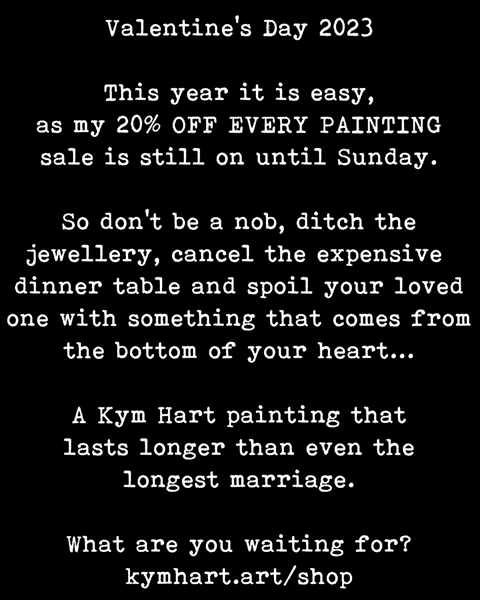 Valentine's Day 2023
This year it is easy,
as my 20% OFF EVERY PAINTING
sale is still on until Sunday.
So don't be a nob, ditch the
jewellery, cancel the expensive
dinner table and spoil your loved
one with something that comes from
the bottom of your heart...
A Kym Hart painting that
lasts longer than even the
longest marriage.
What are you waiting for?
kymhart.art/shop